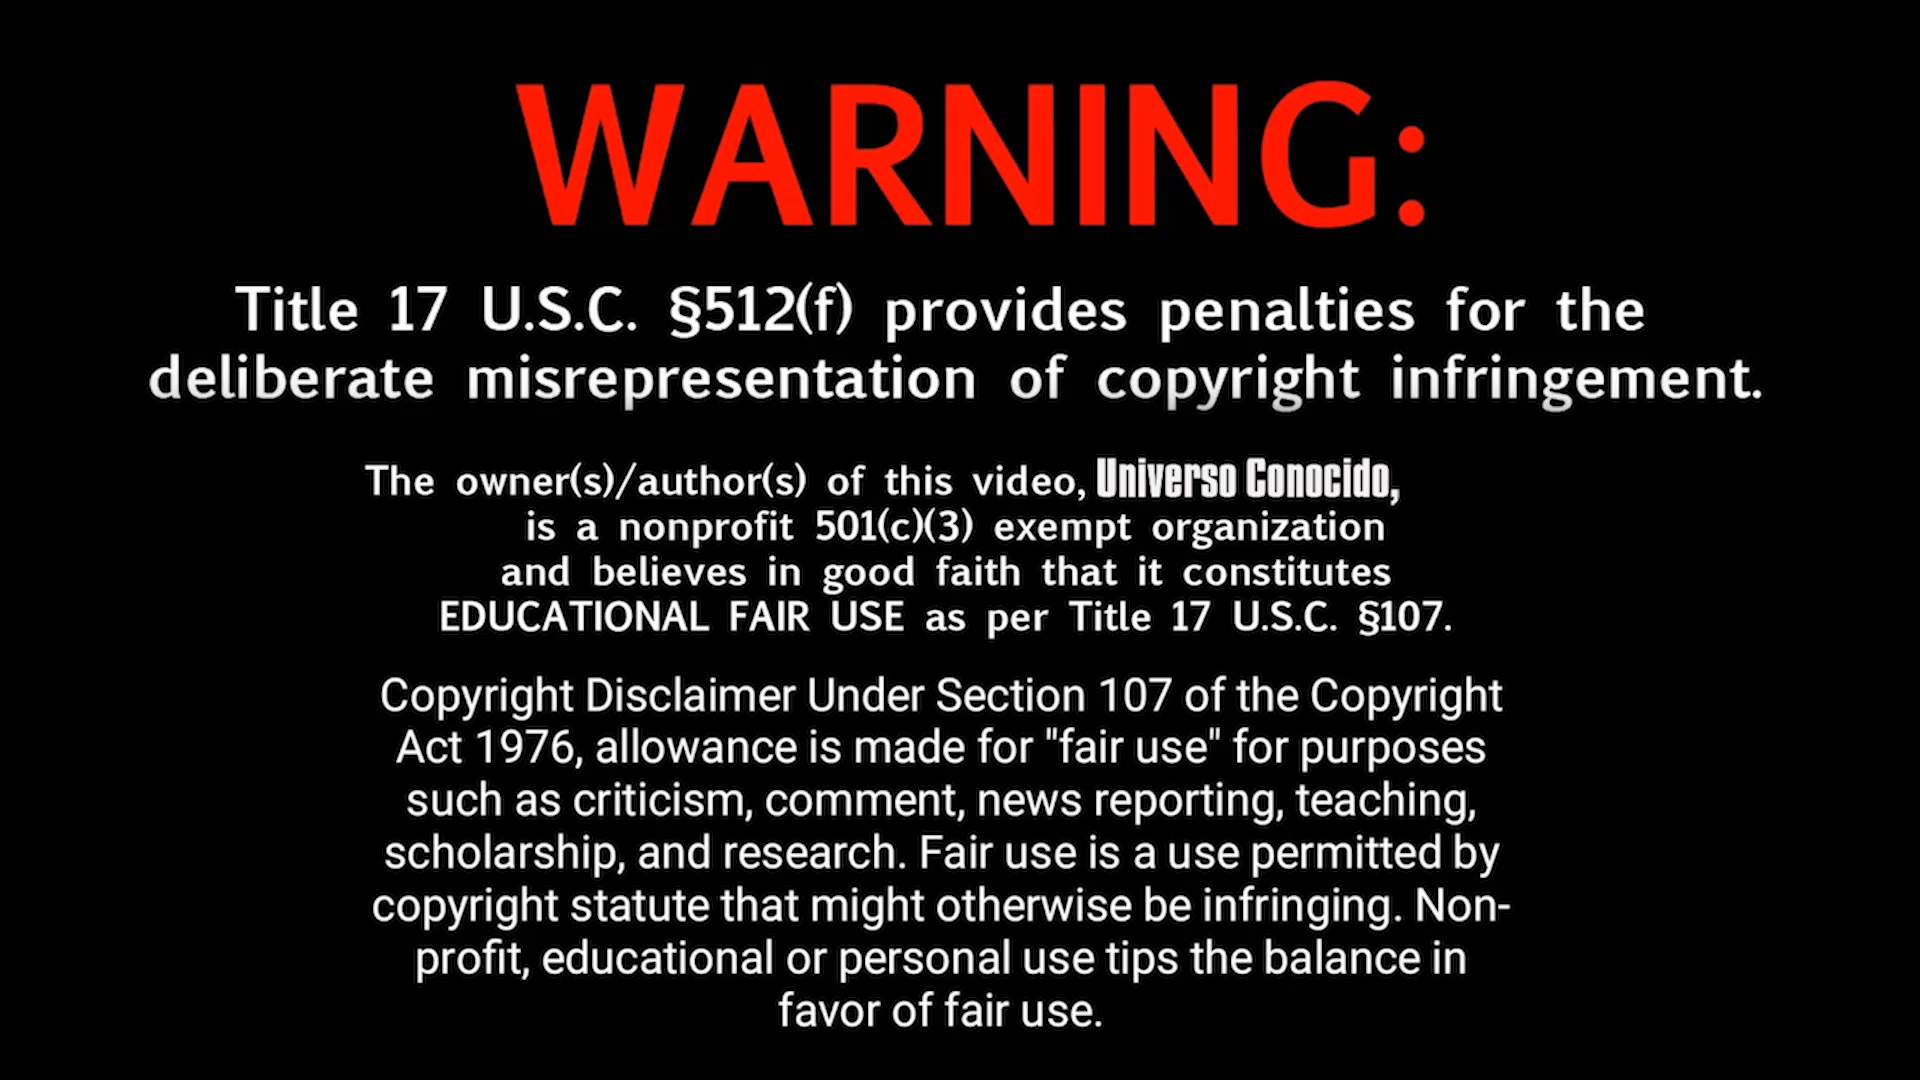 WARNING:
Title 17 U.S.C. §512(f) provides penalties for the
deliberate misrepresentation of copyright infringement.
The owner(s)/author(s) of this video, Universo Conocido,
is a nonprofit 501(c)(3) exempt organization
and believes in good faith that it constitutes
EDUCATIONAL FAIR USE as per Title 17 U.S.C. §107.
Copyright Disclaimer Under Section 107 of the Copyright
Act 1976, allowance is made for "fair use" for purposes
such as criticism, comment, news reporting, teaching,
scholarship, and research. Fair use is a use permitted by
copyright statute that might otherwise be infringing. Non-
profit, educational or personal use tips the balance in
favor of fair use.